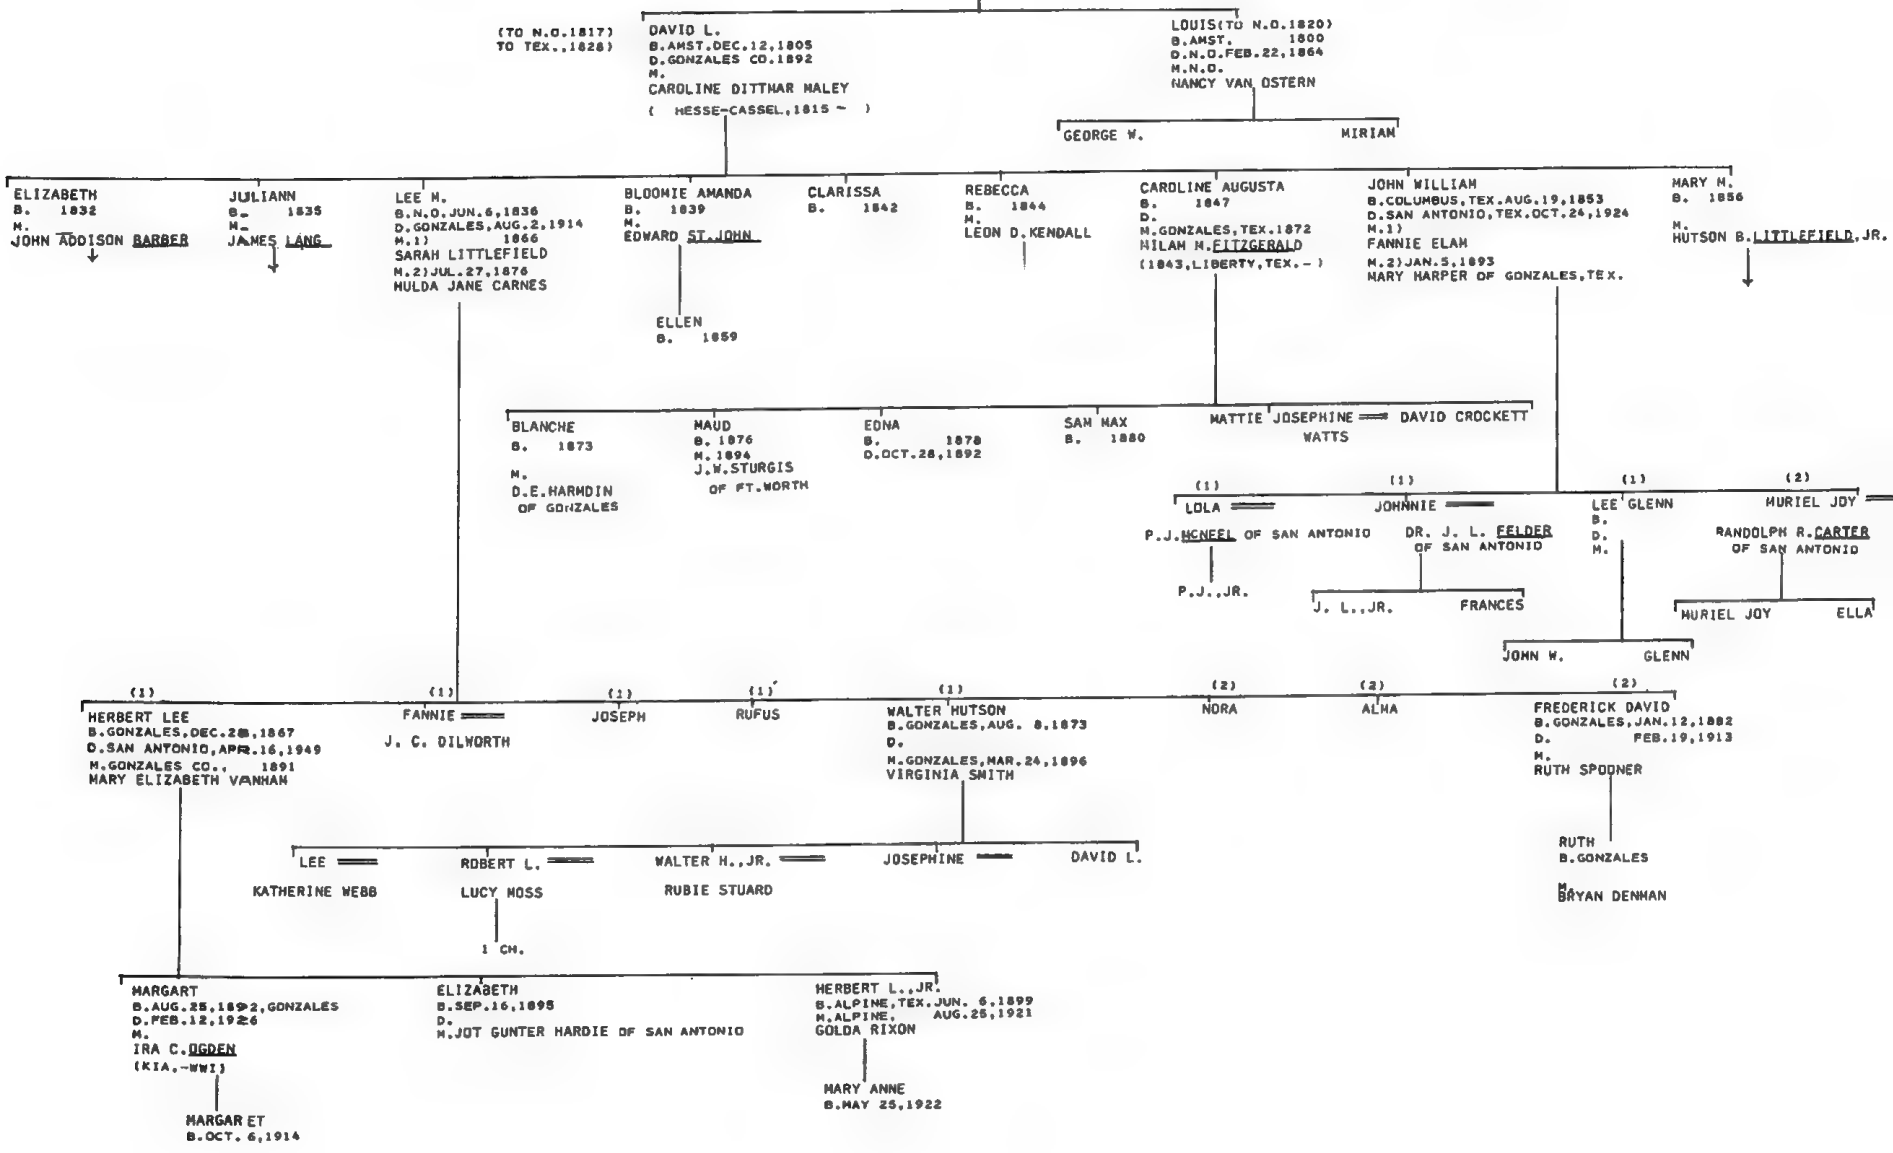 (TO N.O.1817)
TO TEX.,1828)
DAVID L.
B.AMST.DEC.12,1805
D.GONZALES CO.1892
M.
CAROLINE DITTMAR MALEY
( HESSE-CASSEL,1815 - )
LOUIS(TO N.O.1820)
B.AMST. 1800
D.N.O.FEB.22,1864
M.N.O.
NANCY VAN OSTERN
GEORGE W.
MIRIAM
ELIZABETH
B. 1832
M.
JOHN ADDISON BARBER
JULIANN
B. 1835
M.
JAMES LANG
LEE M.
B.N.O.JUN.6,1836
D.GONZALES,AUG.2,1914
M.1) 1866
SARAH LITTLEFIELD
M.2)JUL.27,1876
HULDA JANE CARNES
BLOOMIE AMANDA
B. 1839
M.
EDWARD ST.JOHN
ELLEN
B. 1859
CLARISSA
B. 1842
REBECCA
B. 1844
M.
LEON D.KENDALL
CAROLINE AUGUSTA
B. 1847
D.
M.GONZALES,TEX.1872
MILAM M.FITZGERALD
(1843,LIBERTY,TEX.- )
JOHN WILLIAM
B.COLUMBUS,TEX.AUG.19,1853
D.SAN ANTONIO,TEX.OCT.24,1924
M.1)
FANNIE ELAM
M.2)JAN.5,1893
MARY HARPER OF GONZALES,TEX.
MARY M.
B. 1856
M.
HUTSON B.LITTLEFIELD,JR.
BLANCHE
B. 1873
M.
D.E.HARMDIN
OF GONZALES
MAUD
B. 1876
M. 1894
J.W.STURGIS
OF FT.WORTH
EDNA
B. 1878
D.OCT.28,1892
SAM MAX
B. 1880
MATTIE JOSEPHINE
DAVID CROCKETT
WATTS
(1)
LOLA
P.J.MCNEEL OF SAN ANTONIO
P.J.,JR.
(1)
JOHNNIE
DR. J. L. FELDER
OF SAN ANTONIO
J. L.,JR.
FRANCES
(1)
LEE GLENN
B.
D.
M.
JOHN W.
GLENN
(2)
MURIEL JOY
RANDOLPH R.CARTER
OF SAN ANTONIO
MURIEL JOY
ELLA
(1)
HERBERT LEE
B.GONZALES,DEC.28,1867
D.SAN ANTONIO,APR.16,1949
M.GONZALES CO., 1891
MARY ELIZABETH VANHAM
(1)
FANNIE
J. C. DILWORTH
(1)
JOSEPH
(1)
RUFUS
(1)
WALTER HUTSON
B.GONZALES,AUG. 8,1873
D.
M.GONZALES,MAR.24,1896
VIRGINIA SMITH
(2)
NORA
(2)
ALMA
(2)
FREDERICK DAVID
B.GONZALES,JAN.12,1882
D. FEB.19,1913
M.
RUTH SPOONER
LEE
KATHERINE WEBB
ROBERT L.
LUCY MOSS
1 CH.
WALTER H.,JR.
RUBIE STUARD
JOSEPHINE
DAVID L.
RUTH
B.GONZALES
M.
BRYAN DENMAN
MARGART
B.AUG.25,1892,GONZALES
D.FEB.12,1926
M.
IRA C.OGDEN
(KIA,-WWI)
MARGARET
B.OCT. 6,1914
ELIZABETH
B.SEP.16,1895
D.
M.JOT GUNTER HARDIE OF SAN ANTONIO
HERBERT L.,JR.
B.ALPINE,TEX.JUN. 6,1899
M.ALPINE, AUG.25,1921
GOLDA RIXON
MARY ANNE
B.MAY 25,1922